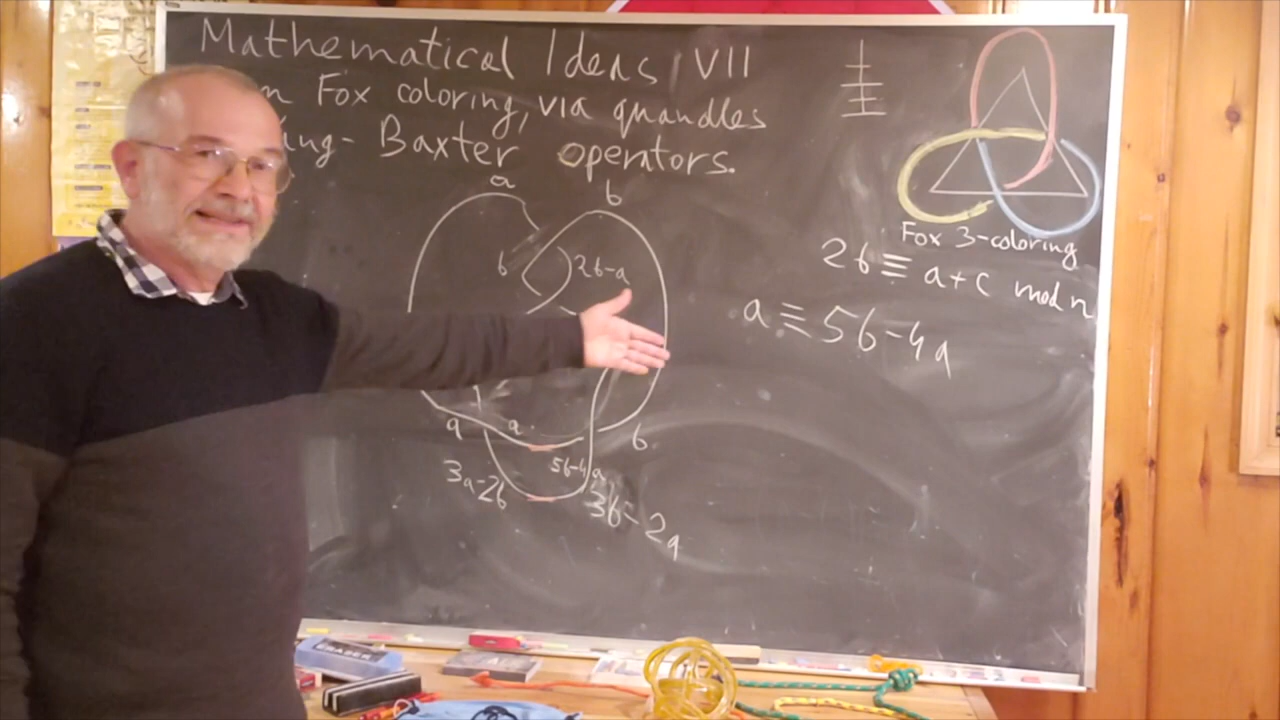 Mathematical Ideas VII
Fox coloring, via quandles
Baxter operators.
a
b
b
2b-a
a
a
b
5b-4a
3a-2b
3b-2a
Fox 3-coloring
2b ≡ a+c mod n
a ≡ 5b-4a
ERASER